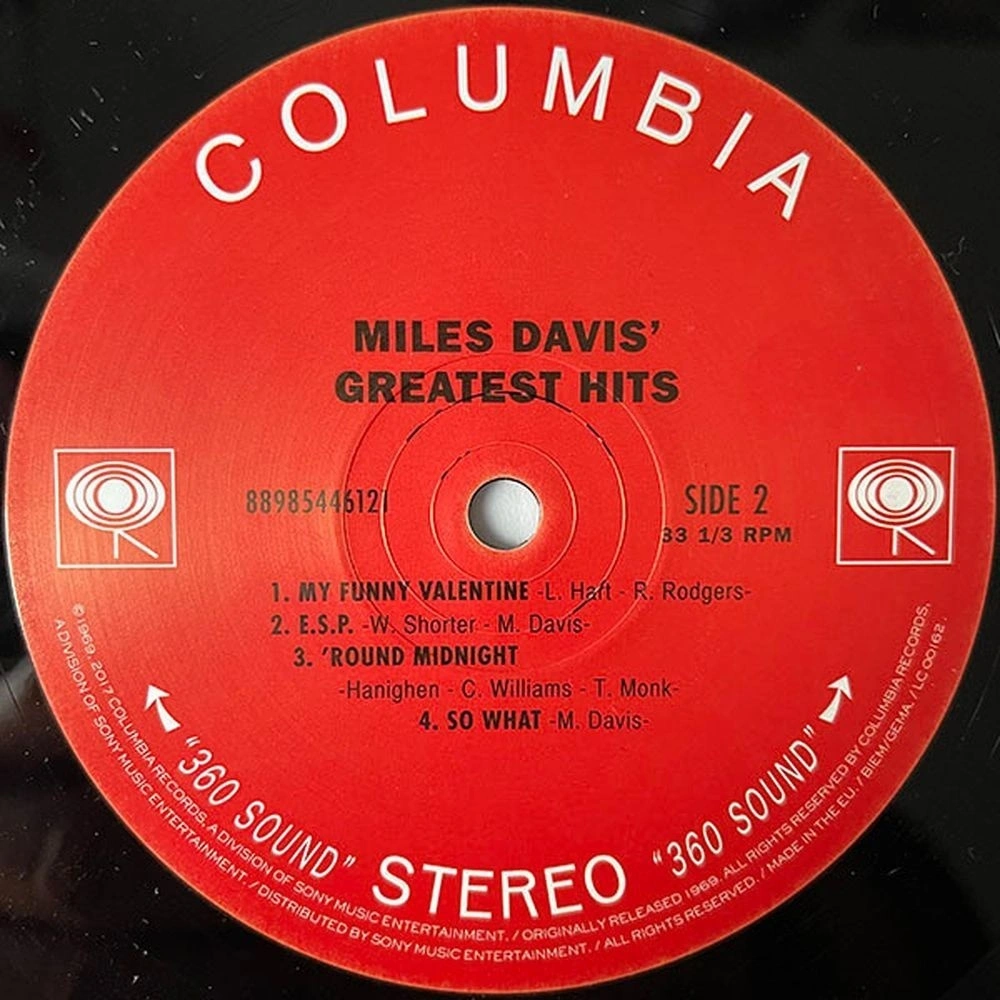 COLUMBIA
MILES DAVIS’
GREATEST HITS
88985446121
SIDE 2
33 1/3 RPM
1. MY FUNNY VALENTINE -L. Haft - R. Rodgers-
2. E.S.P. -W. Shorter - M. Davis-
3. ’ROUND MIDNIGHT
-Hanighen - C. Williams - T. Monk-
4. SO WHAT -M. Davis-
"360 SOUND" STEREO "360 SOUND"
©1969, 2017 COLUMBIA RECORDS, A DIVISION OF SONY MUSIC ENTERTAINMENT. / ORIGINALLY RELEASED 1969. ALL RIGHTS RESERVED BY COLUMBIA RECORDS,
A DIVISION OF SONY MUSIC ENTERTAINMENT. / DISTRIBUTED BY SONY MUSIC ENTERTAINMENT. / ALL RIGHTS RESERVED. / MADE IN THE EU. / BIEM/GEMA. / LC 00162.